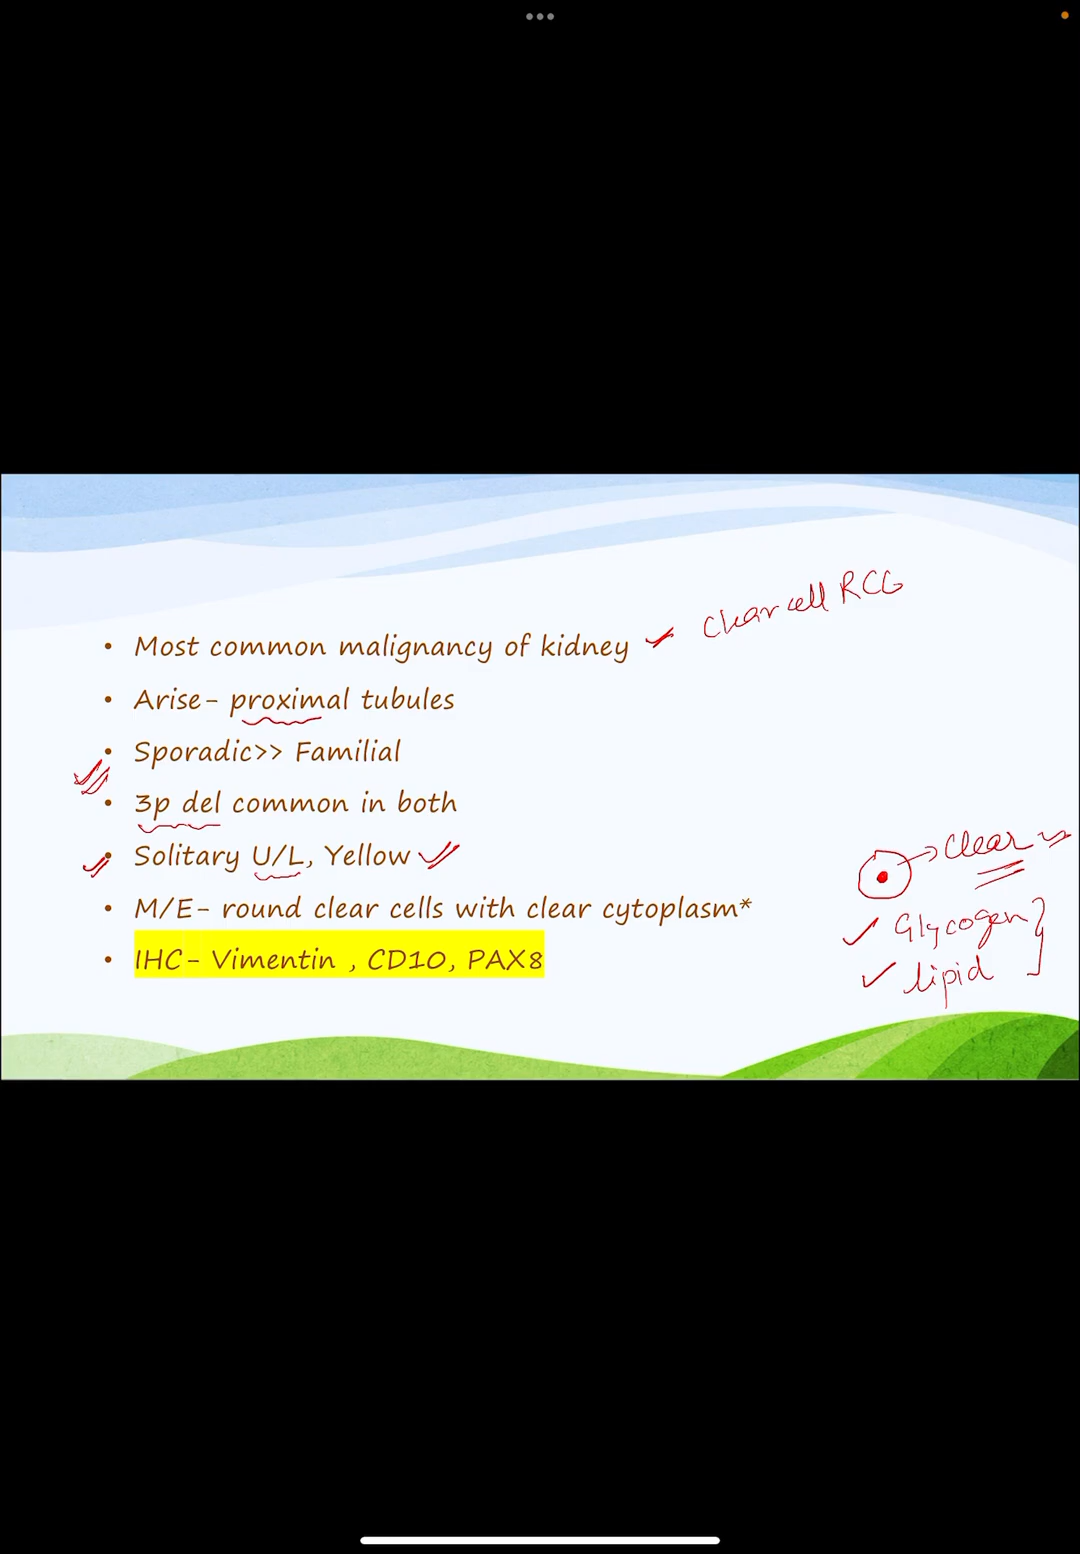 Clear cell RCC
• Most common malignancy of kidney
• Arise- proximal tubules
• Sporadic>> Familial
• 3p del common in both
• Solitary U/L, Yellow
Clear
• M/E- round clear cells with clear cytoplasm*
Glycogen
• IHC- Vimentin , CD10, PAX8
lipid